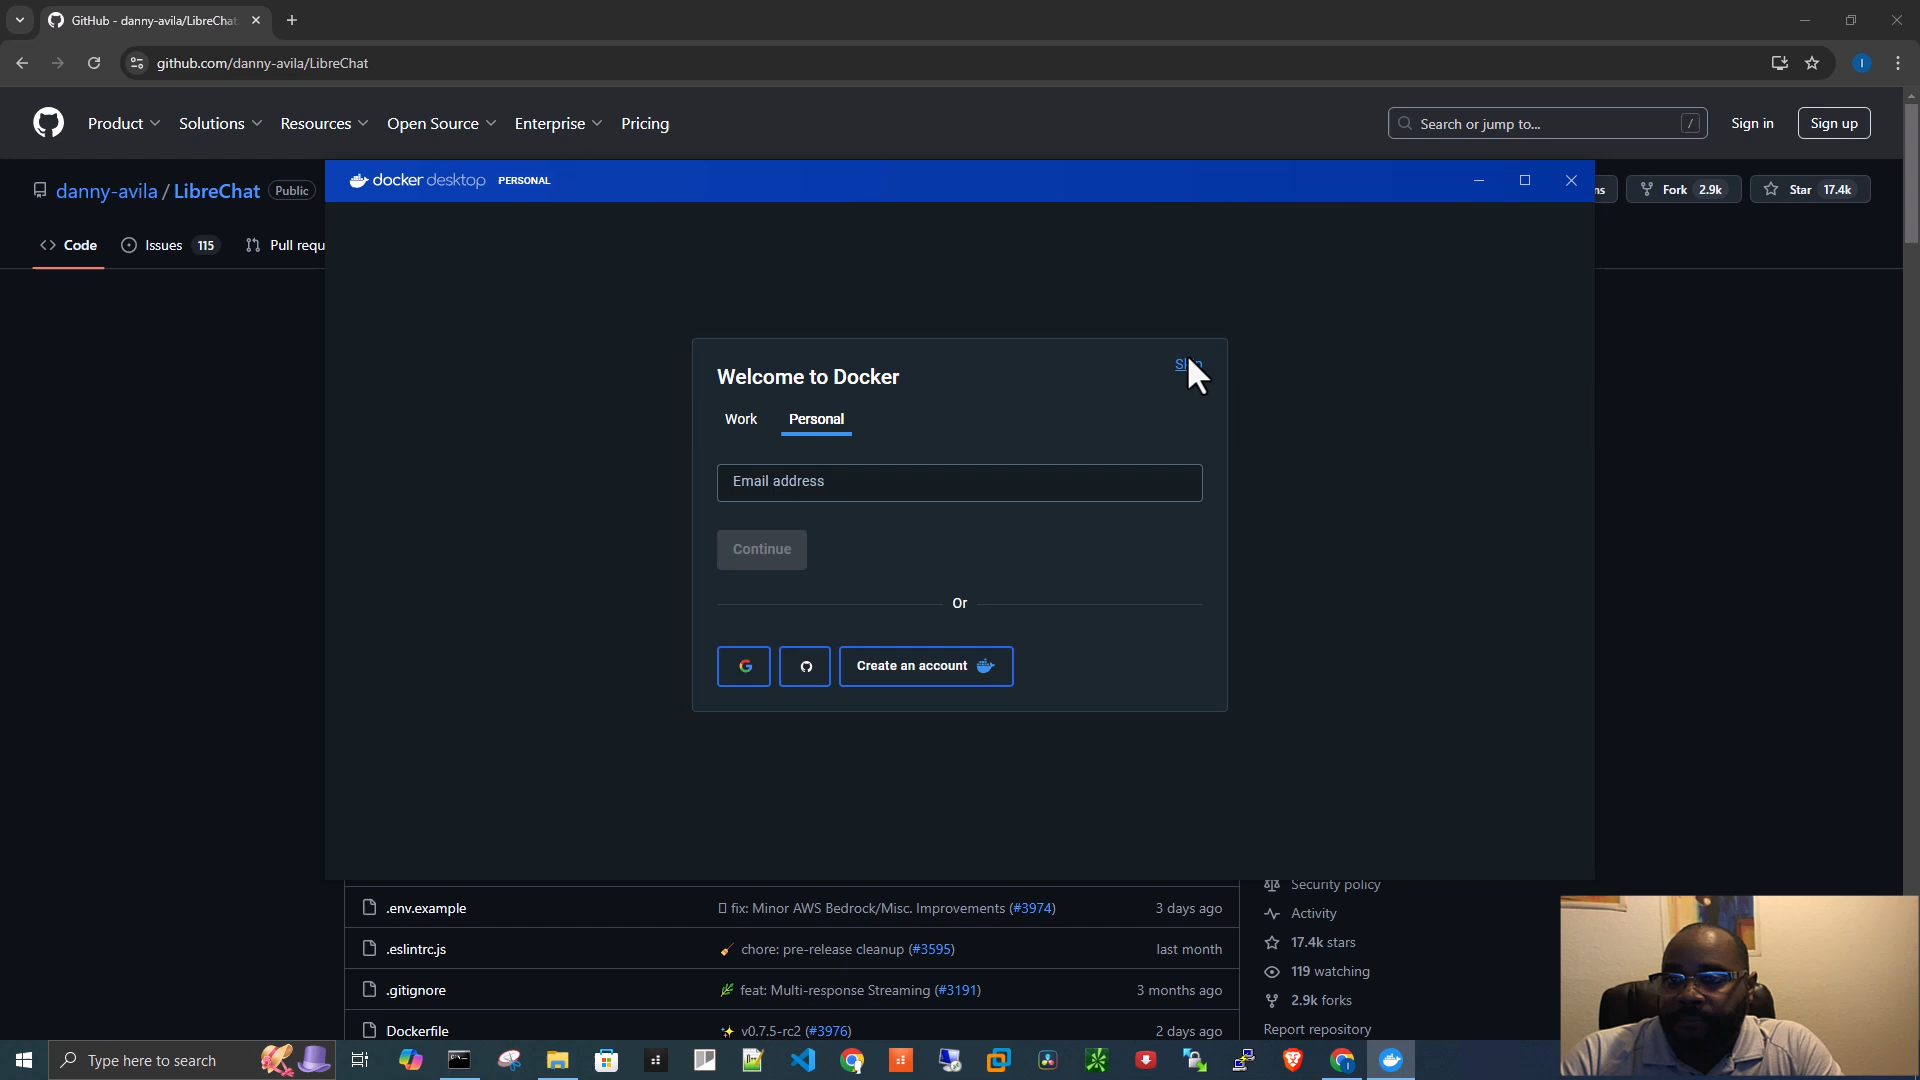 GitHub - danny-avila/LibreChat
github.com/danny-avila/LibreChat
Product Solutions Resources Open Source Enterprise Pricing
Search or jump to... /
Sign in
Sign up
danny-avila / LibreChat Public
docker desktop PERSONAL
Fork 2.9k
Star 17.4k
Code
Issues 115
Pull requ
Welcome to Docker
Work Personal
Email address
Continue
Or
G
Create an account
Security policy
.env.example fix: Minor AWS Bedrock/Misc. Improvements (#3974) 3 days ago
Activity
.eslintrc.js chore: pre-release cleanup (#3595) last month
17.4k stars
119 watching
.gitignore feat: Multi-response Streaming (#3191) 3 months ago
2.9k forks
Dockerfile v0.7.5-rc2 (#3976) 2 days ago
Report repository
Type here to search